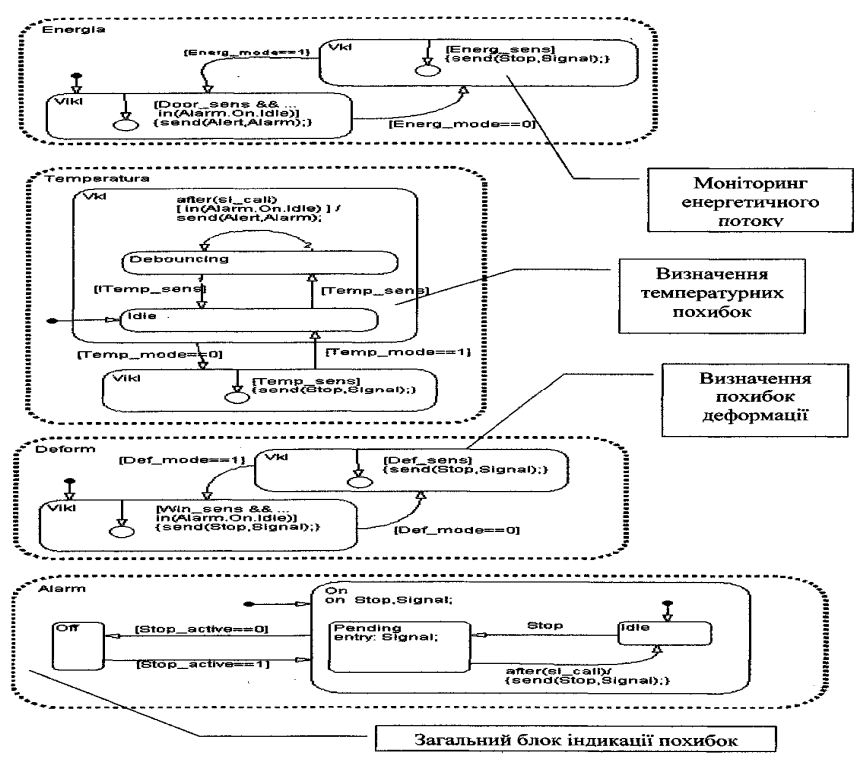 Energia
[Energ_mode==1]
Vkl
[Energ_sens]
{send(Stop,Signal);}
Vikl
[Door_sens && ...
in(Alarm.On.Idle)]
{send(Alert,Alarm);}
[Energ_mode==0]
Моніторинг
енергетичного
потоку
Temperatura
Vkl
after(sl_call)
[ in(Alarm.On.Idle) ] /
send(Alert,Alarm);
Debouncing
[!Temp_sens]
[Temp_sens]
Idle
[Temp_mode==0]
[Temp_mode==1]
Vikl
[Temp_sens]
{send(Stop,Signal);}
Визначення
температурних
похибок
Визначення
похибок
деформації
Deform
[Def_mode==1]
Vkl
[Def_sens]
{send(Stop,Signal);}
Vikl
[Win_sens && ...
in(Alarm.On.Idle)]
{send(Stop,Signal);}
[Def_mode==0]
Alarm
On
on Stop,Signal;
Off
[Stop_active==0]
[Stop_active==1]
Pending
entry: Signal;
Stop
Idle
after(sl_call)/
{send(Stop,Signal);}
Загальний блок індикації похибок